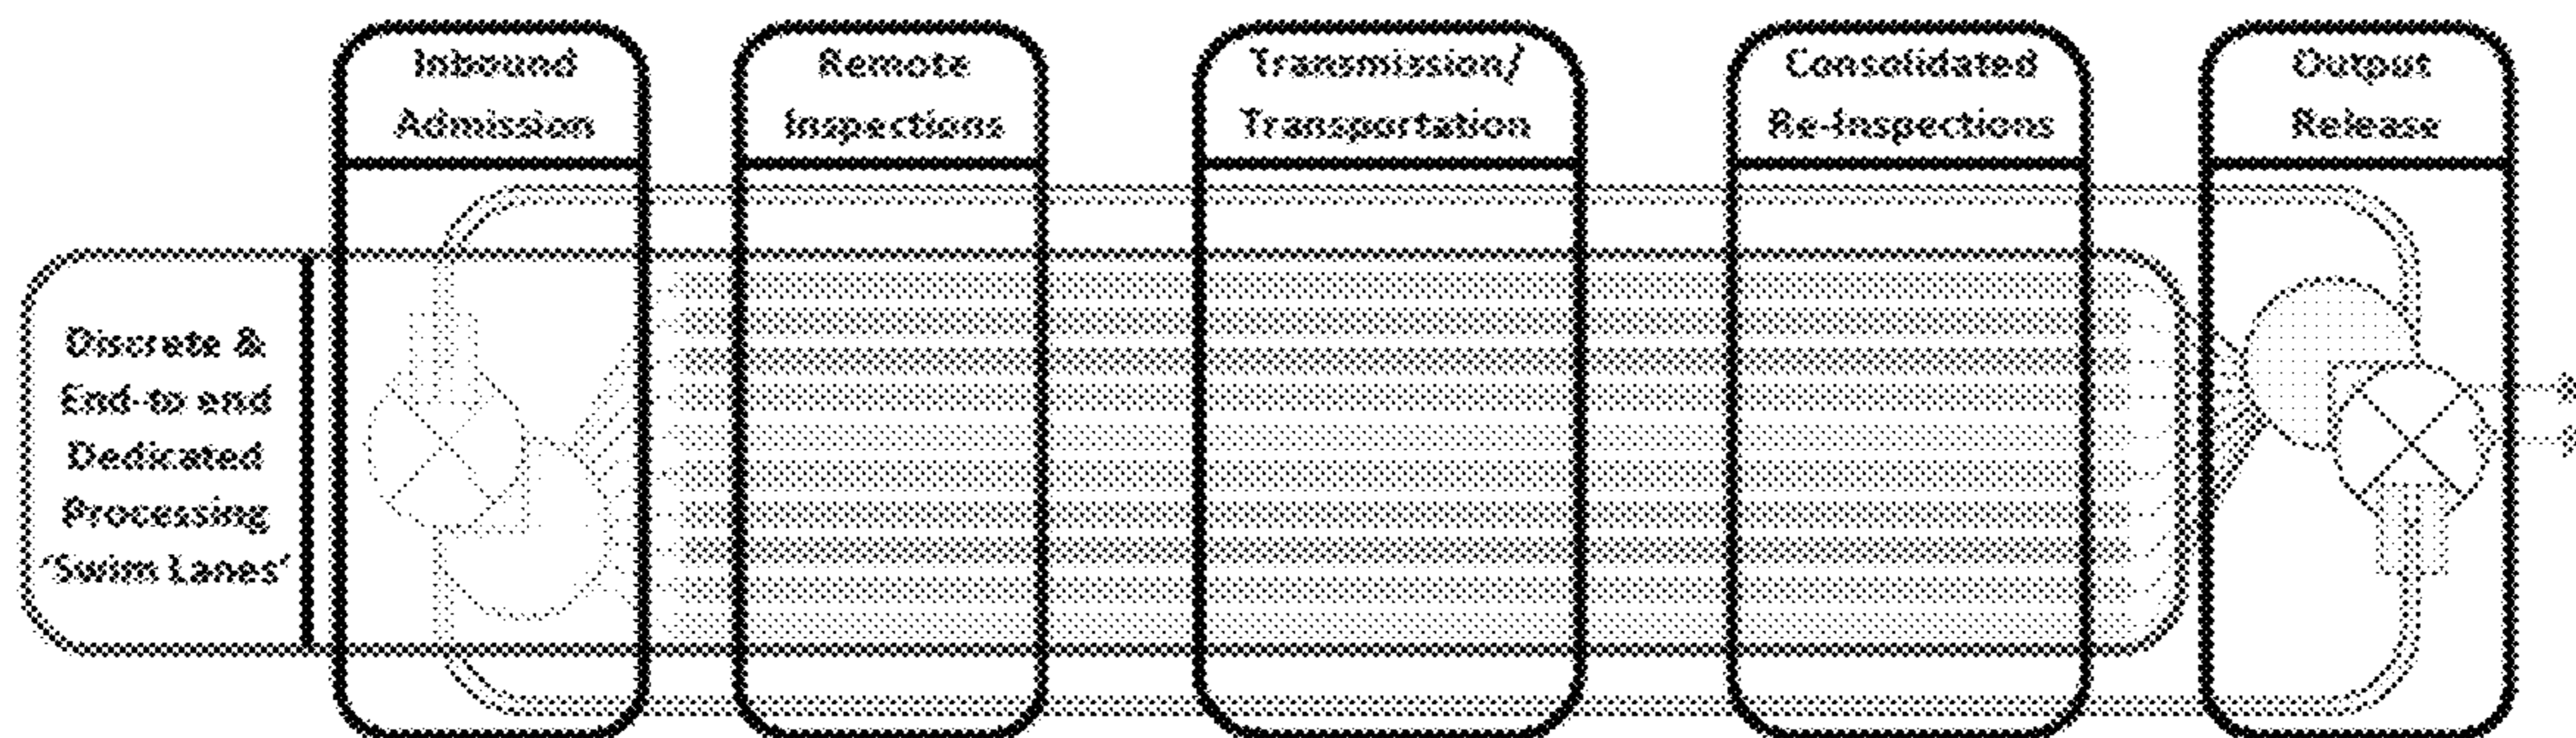 Inbound
Admission
Remote
Inspections
Transmission/
Transportation
Consolidated
Re-Inspections
Output
Release
Discrete &
End-to end
Dedicated
Processing
‘Swim Lanes’